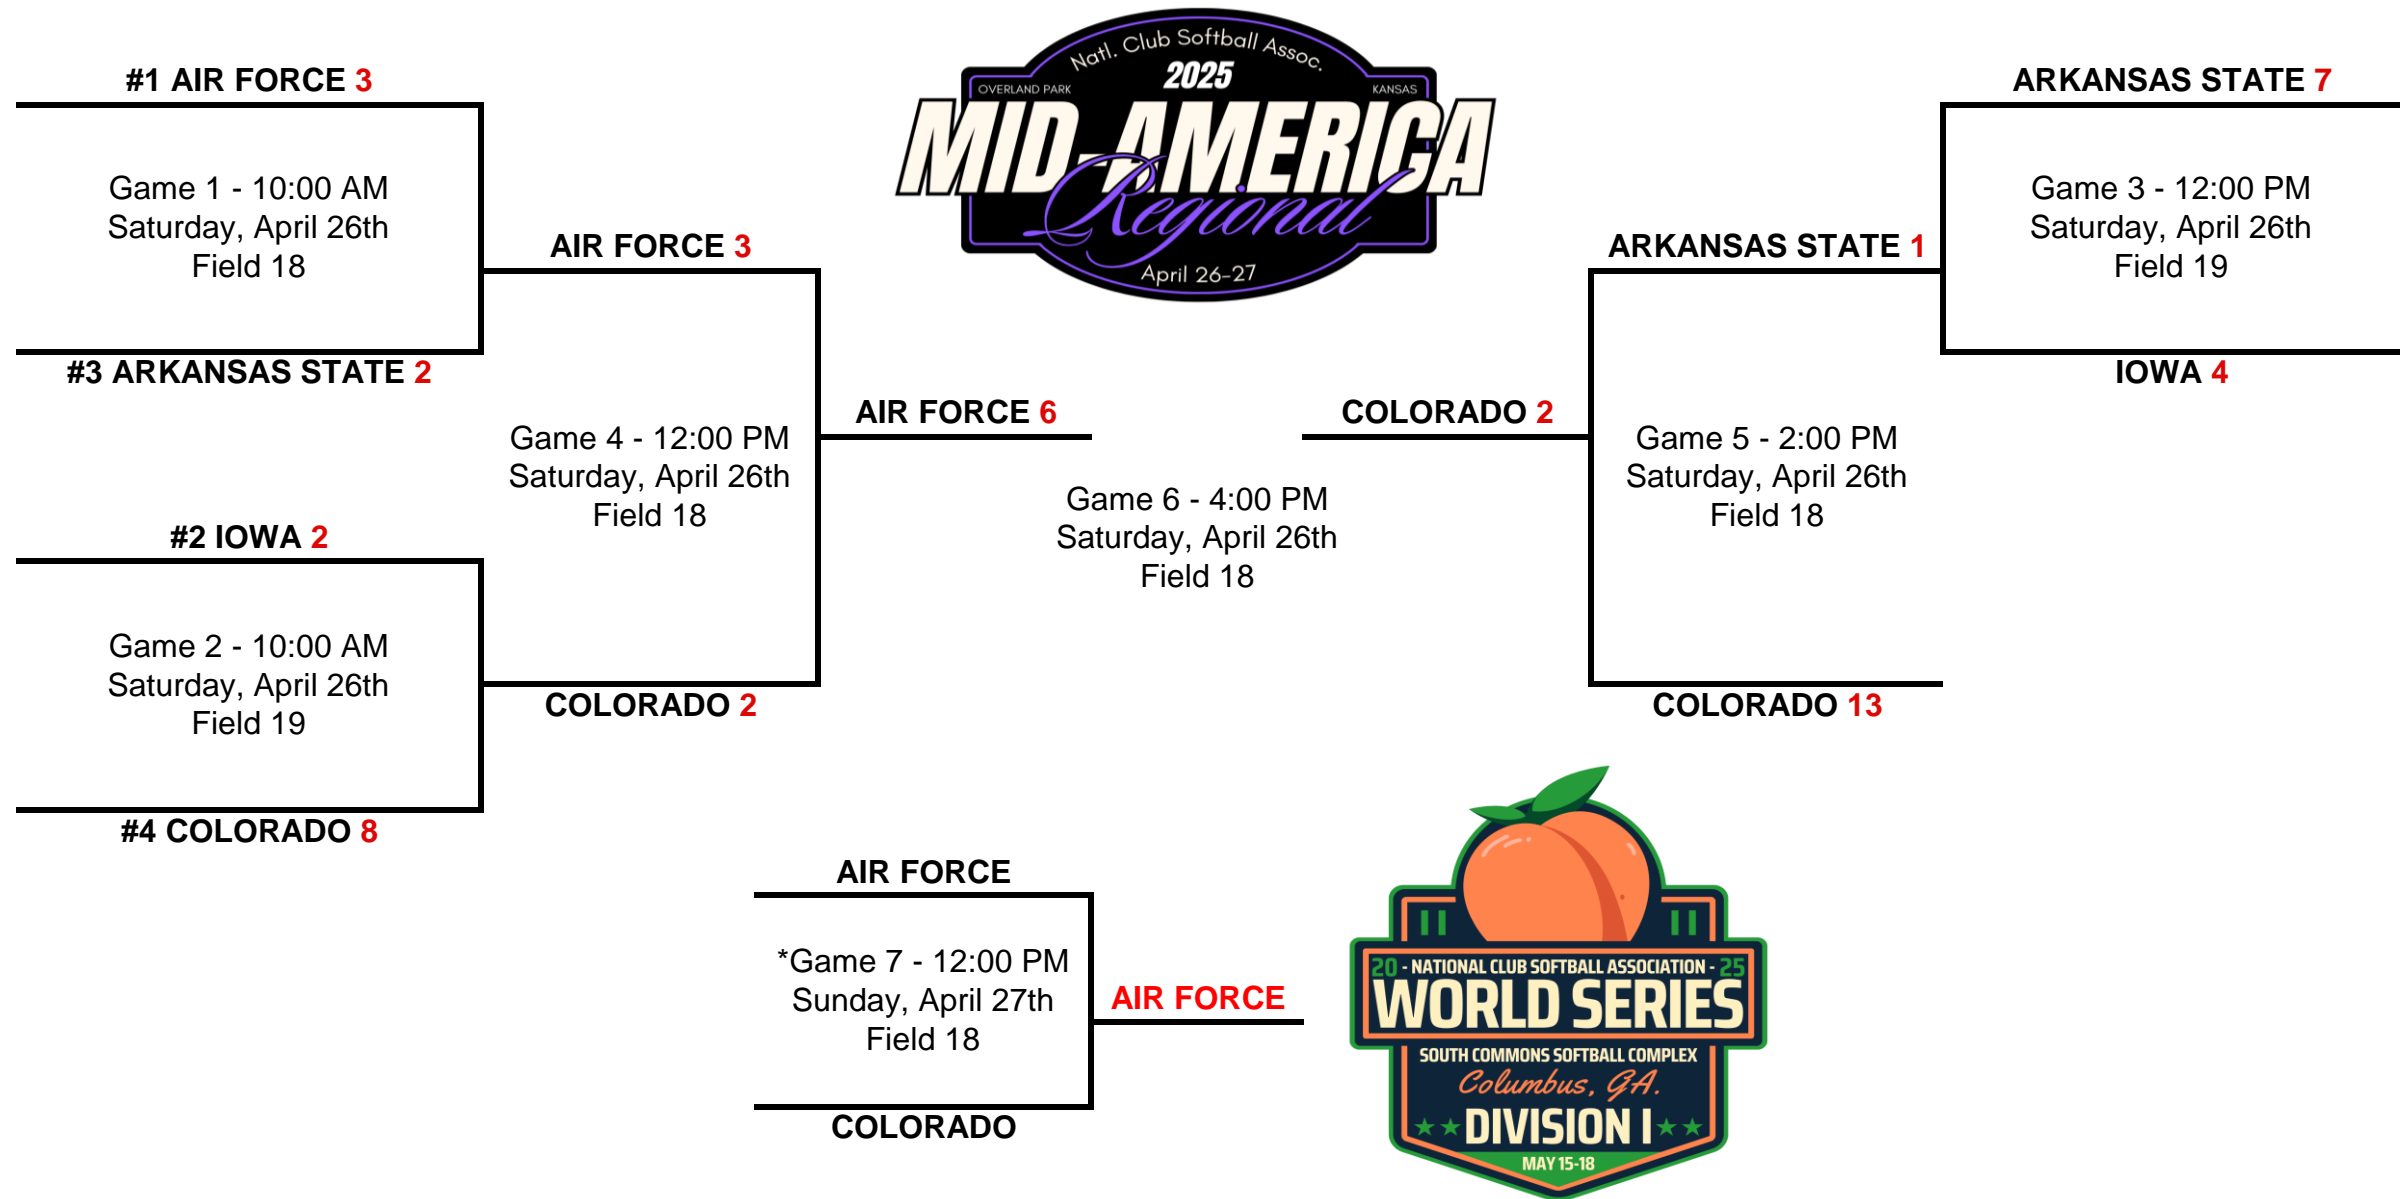 Natl. Club Softball Assoc.
2025
OVERLAND PARK
KANSAS
MID-AMERICA
Regional
April 26-27
#1 AIR FORCE 3
Game 1 - 10:00 AM
Saturday, April 26th
Field 18
#3 ARKANSAS STATE 2
#2 IOWA 2
Game 2 - 10:00 AM
Saturday, April 26th
Field 19
#4 COLORADO 8
AIR FORCE 3
Game 4 - 12:00 PM
Saturday, April 26th
Field 18
COLORADO 2
AIR FORCE 6
Game 6 - 4:00 PM
Saturday, April 26th
Field 18
COLORADO 2
ARKANSAS STATE 1
Game 5 - 2:00 PM
Saturday, April 26th
Field 18
COLORADO 13
ARKANSAS STATE 7
Game 3 - 12:00 PM
Saturday, April 26th
Field 19
IOWA 4
AIR FORCE
*Game 7 - 12:00 PM
Sunday, April 27th
Field 18
COLORADO
AIR FORCE
20 - NATIONAL CLUB SOFTBALL ASSOCIATION - 25
WORLD SERIES
SOUTH COMMONS SOFTBALL COMPLEX
Columbus, GA.
DIVISION I
MAY 15-18